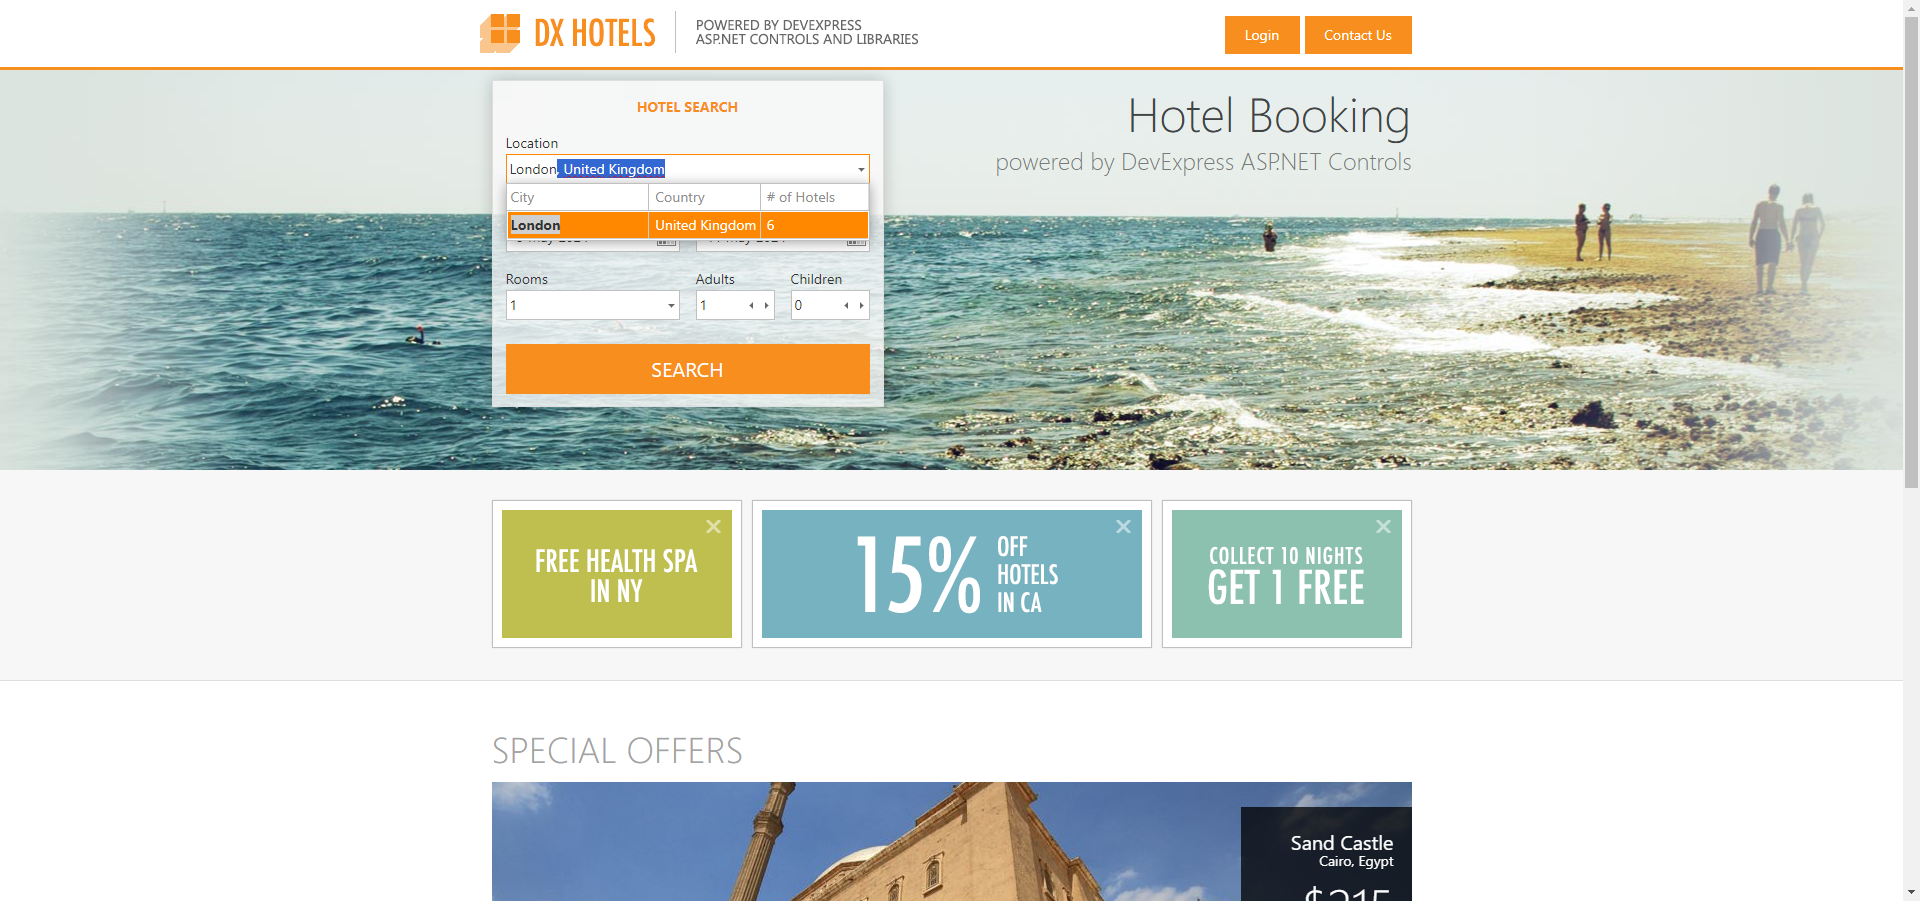 DX HOTELS
POWERED BY DEVEXPRESS
ASP.NET CONTROLS AND LIBRARIES
Login
Contact Us
HOTEL SEARCH
Location
London, United Kingdom
City Country # of Hotels
London United Kingdom 6
Rooms Adults Children
1 1 0
SEARCH
Hotel Booking
powered by DevExpress ASP.NET Controls
FREE HEALTH SPA
IN NY
15%
OFF
HOTELS
IN CA
COLLECT 10 NIGHTS
GET 1 FREE
SPECIAL OFFERS
Sand Castle
Cairo, Egypt
$215